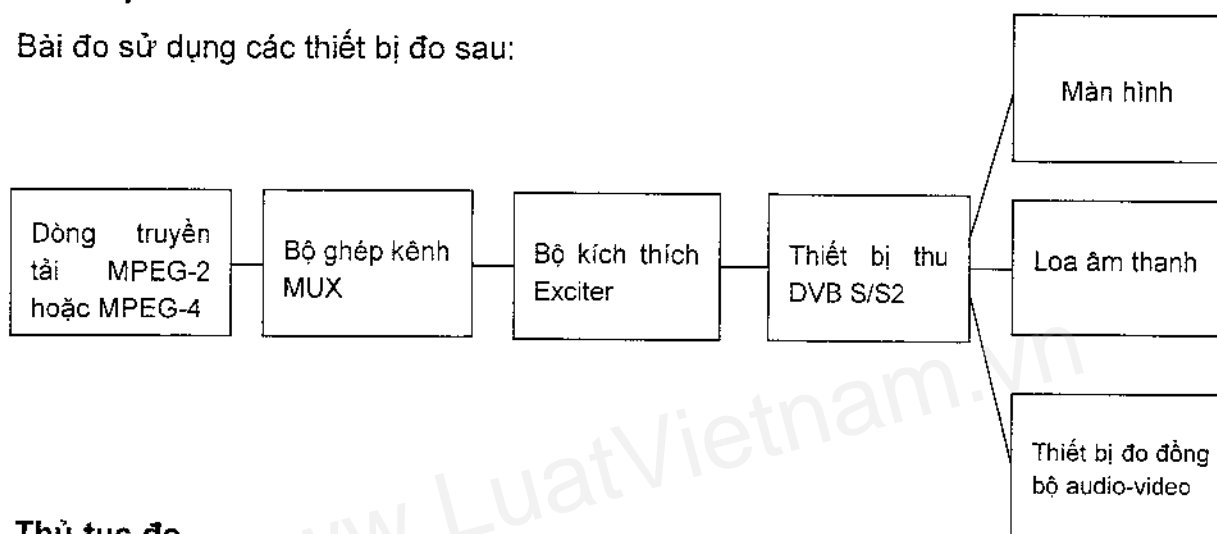 Bài đo sử dụng các thiết bị đo sau:
Màn hình
Dòng truyền
tải MPEG-2
hoặc MPEG-4
Bộ ghép kênh
MUX
Bộ kích thích
Exciter
Thiết bị thu
DVB S/S2
Loa âm thanh
Thiết bị đo đồng
bộ audio-video
LuatVietnam.vn
Thủ tục đo